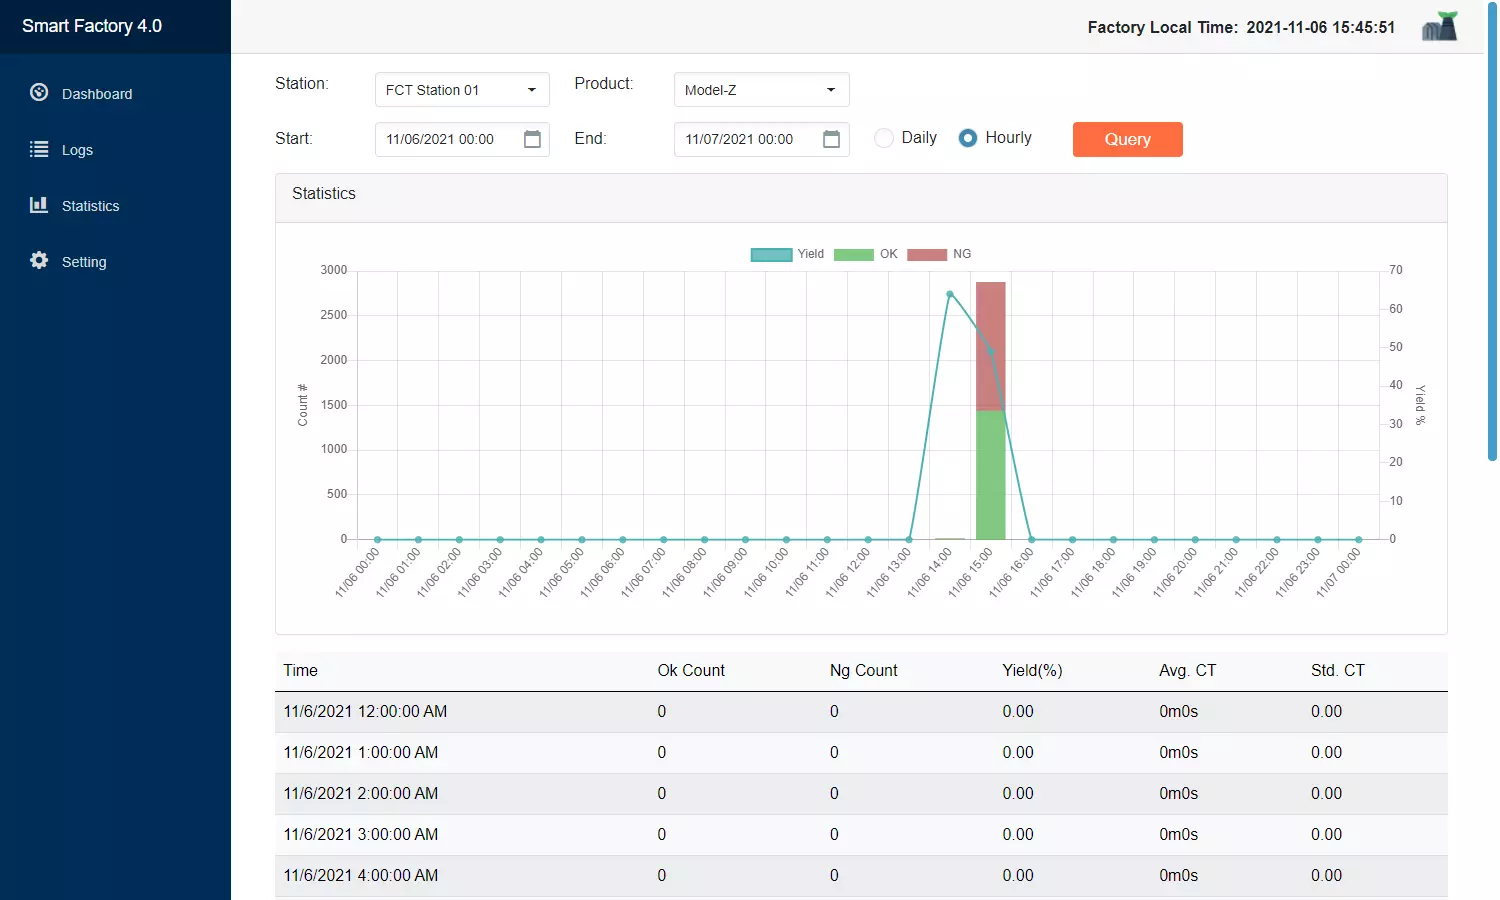 Smart Factory 4.0
Factory Local Time: 2021-11-06 15:45:51
Dashboard
Logs
Statistics
Setting
Station: FCT Station 01 Product: Model-Z
Start: 11/06/2021 00:00 End: 11/07/2021 00:00 Daily Hourly Query
Statistics
Yield OK NG
3000 70
2500 60
2000 50
1500 40
1000 30
500 20
0 10
0
Count #
Yield %
11/06 00:00
11/06 01:00
11/06 02:00
11/06 03:00
11/06 04:00
11/06 05:00
11/06 06:00
11/06 07:00
11/06 08:00
11/06 09:00
11/06 10:00
11/06 11:00
11/06 12:00
11/06 13:00
11/06 14:00
11/06 15:00
11/06 16:00
11/06 17:00
11/06 18:00
11/06 19:00
11/06 20:00
11/06 21:00
11/06 22:00
11/06 23:00
11/07 00:00
Time Ok Count Ng Count Yield(%) Avg. CT Std. CT
11/6/2021 12:00:00 AM 0 0 0.00 0m0s 0.00
11/6/2021 1:00:00 AM 0 0 0.00 0m0s 0.00
11/6/2021 2:00:00 AM 0 0 0.00 0m0s 0.00
11/6/2021 3:00:00 AM 0 0 0.00 0m0s 0.00
11/6/2021 4:00:00 AM 0 0 0.00 0m0s 0.00